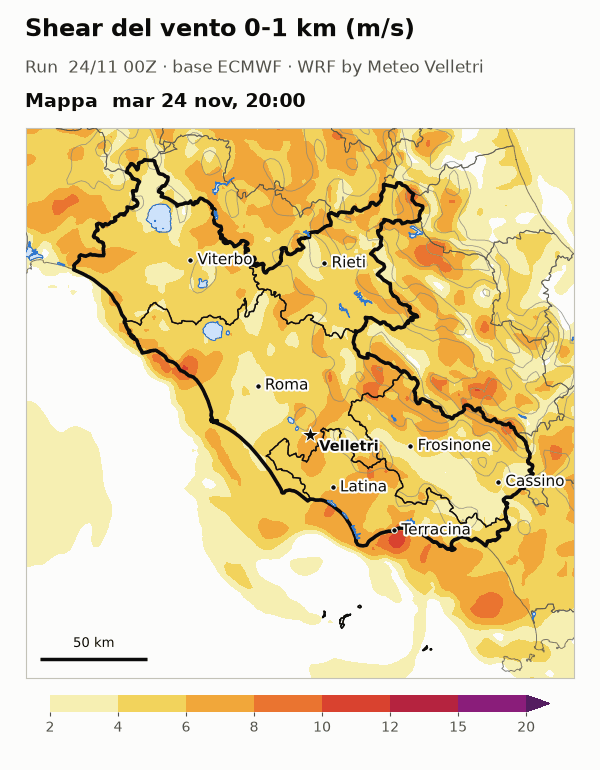 Shear del vento 0-1 km (m/s)
Run  24/11 00Z · base ECMWF · WRF by Meteo Velletri
Mappa  mar 24 nov, 20:00
Viterbo
Rieti
Roma
Velletri
Frosinone
Latina
Cassino
Terracina
50 km
2 4 6 8 10 12 15 20